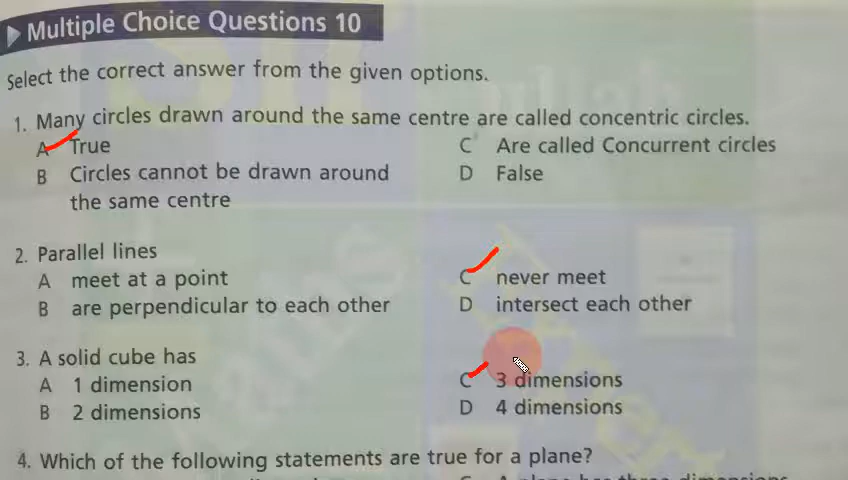 Multiple Choice Questions 10
Select the correct answer from the given options.
1. Many circles drawn around the same centre are called concentric circles.
A True
C Are called Concurrent circles
B Circles cannot be drawn around
the same centre
D False
2. Parallel lines
A meet at a point
C never meet
B are perpendicular to each other
D intersect each other
3. A solid cube has
A 1 dimension
C 3 dimensions
B 2 dimensions
D 4 dimensions
4. Which of the following statements are true for a plane?
A plane has three dimensions